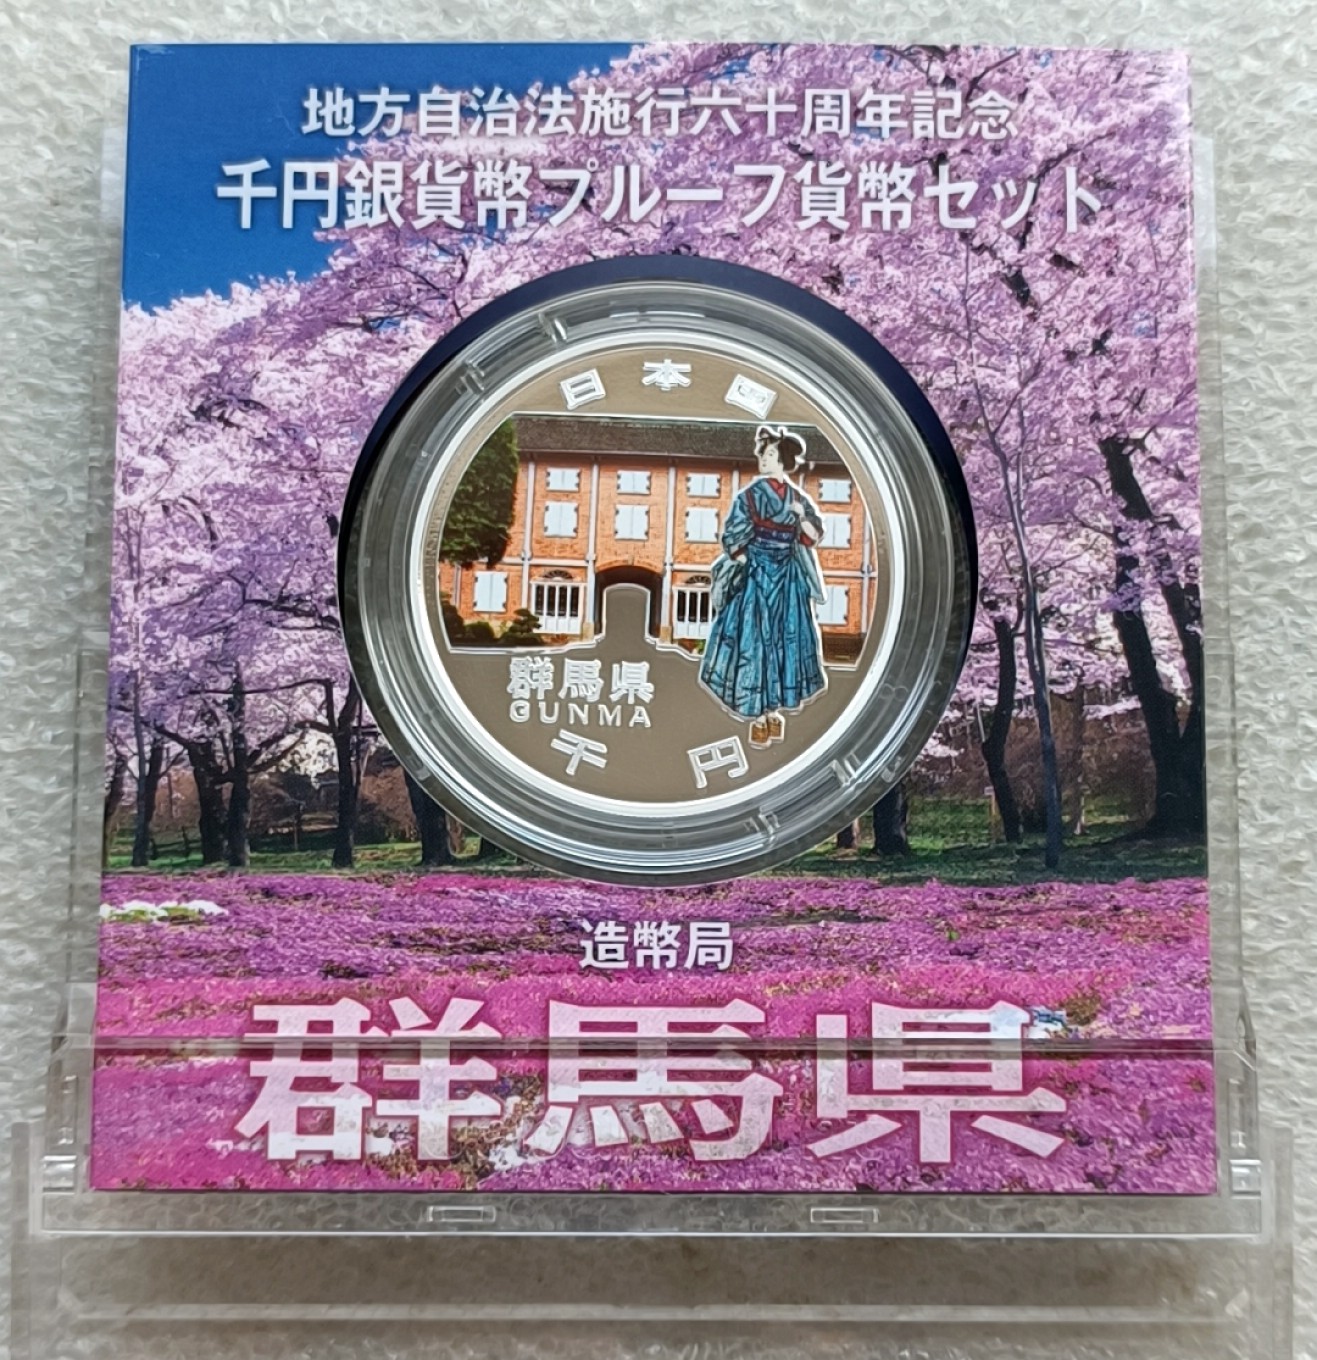 地方自治法施行六十周年記念
千円銀貨幣プルーフ貨幣セット
日本国
群馬県
GUNMA
千円
造幣局
群馬県